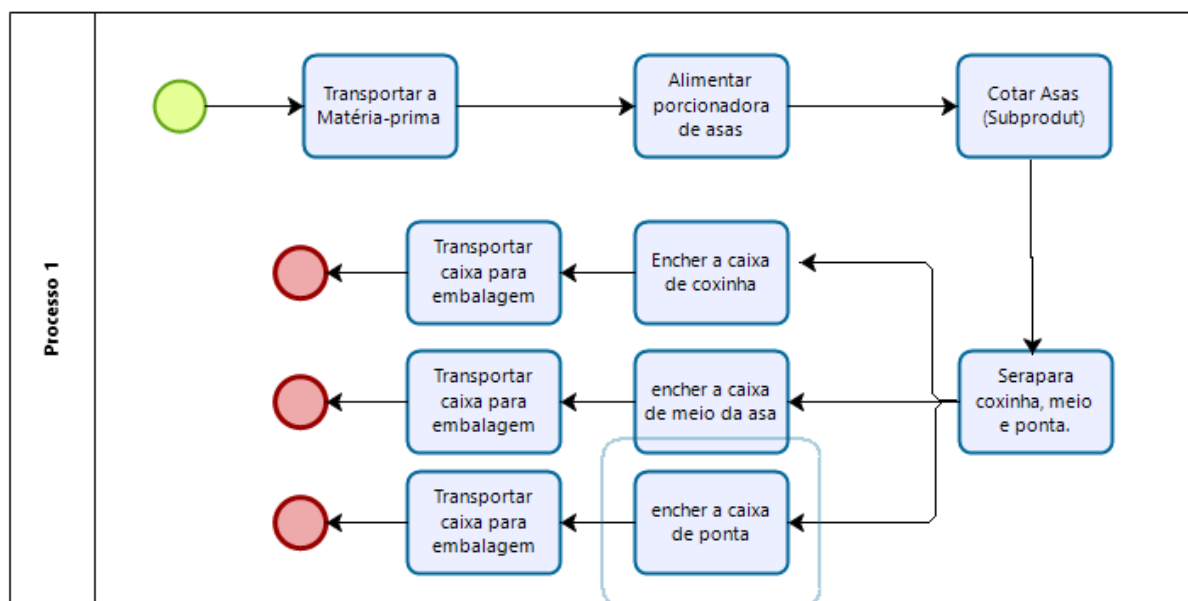 Processo 1
Transportar a
Matéria-prima
Alimentar
porcionadora
de asas
Cotar Asas
(Subprodut)
Transportar
caixa para
embalagem
Encher a caixa
de coxinha
Transportar
caixa para
embalagem
encher a caixa
de meio da asa
Serapara
coxinha, meio
e ponta.
Transportar
caixa para
embalagem
encher a caixa
de ponta